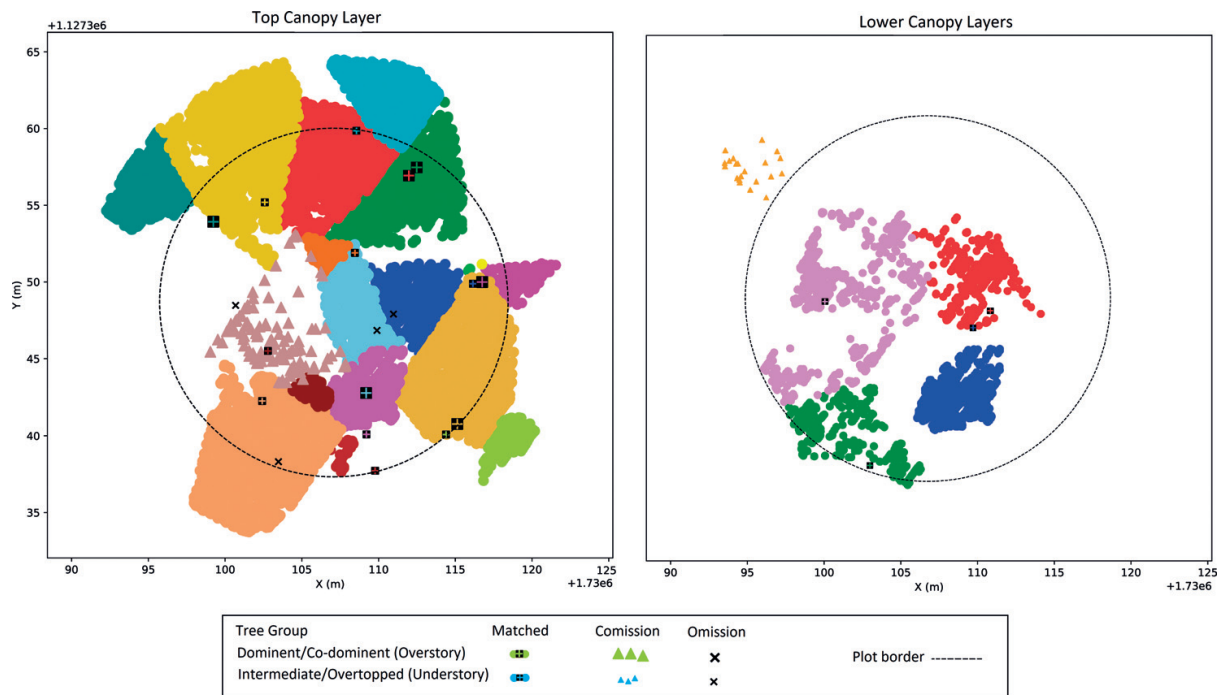 Top Canopy Layer
Lower Canopy Layers
+1.1273e6
65
60
55
50
45
40
35
Y (m)
90
95
100
105
110
115
120
125
X (m)
+1.73e6
90
95
100
105
110
115
120
125
X (m)
+1.73e6
Tree Group
Matched
Comission
Omission
Dominent/Co-dominent (Overstory)
Plot border
Intermediate/Overtopped (Understory)